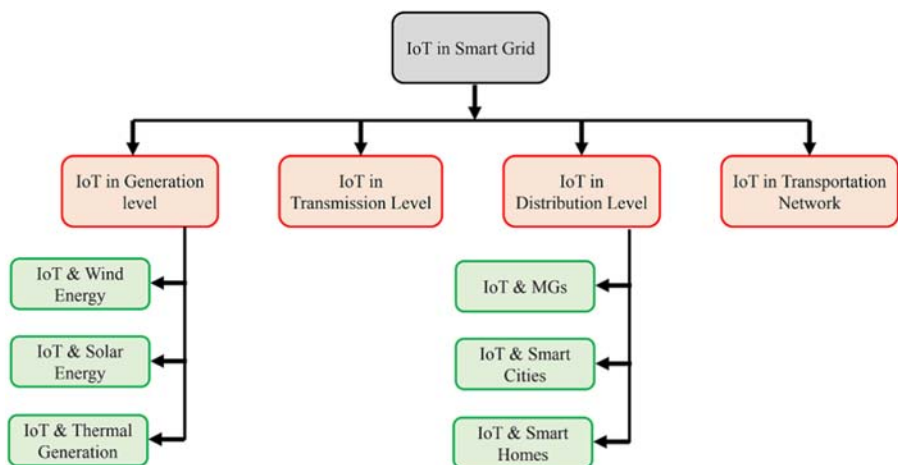 IoT in Smart Grid
IoT in Generation
level
IoT in
Transmission Level
IoT in
Distribution Level
IoT in Transportation
Network
IoT & Wind
Energy
IoT & Solar
Energy
IoT & Thermal
Generation
IoT & MGs
IoT & Smart
Cities
IoT & Smart
Homes